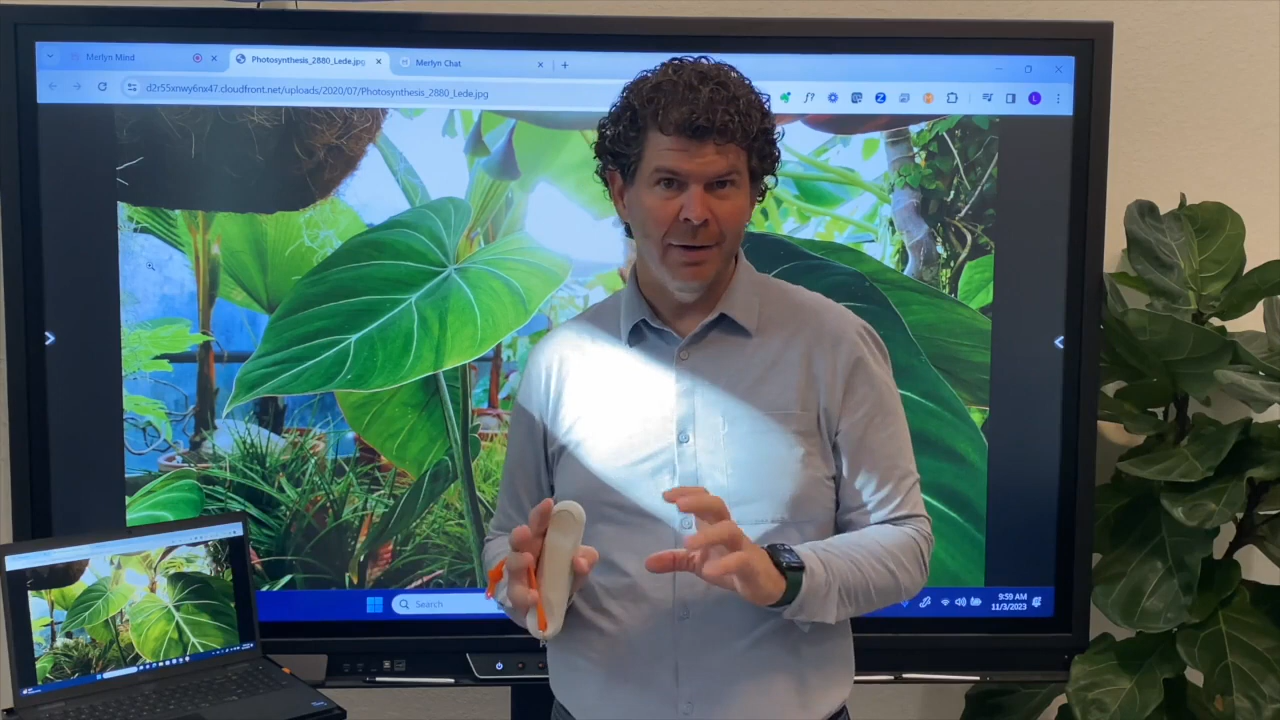 Merlyn Mind
Photosynthesis_2880_Lede.jpg
Merlyn Chat
d2r55xnwy6nx47.cloudfront.net/uploads/2020/07/Photosynthesis_2880_Lede.jpg
L
Search
9:59 AM
11/3/2023